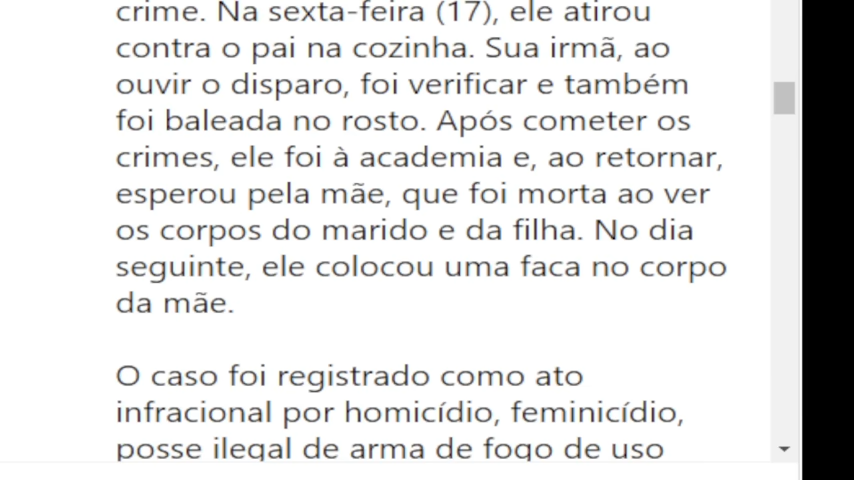 crime. Na sexta-feira (17), ele atirou
contra o pai na cozinha. Sua irmã, ao
ouvir o disparo, foi verificar e também
foi baleada no rosto. Após cometer os
crimes, ele foi à academia e, ao retornar,
esperou pela mãe, que foi morta ao ver
os corpos do marido e da filha. No dia
seguinte, ele colocou uma faca no corpo
da mãe.
O caso foi registrado como ato
infracional por homicídio, feminicídio,
posse ilegal de arma de fogo de uso